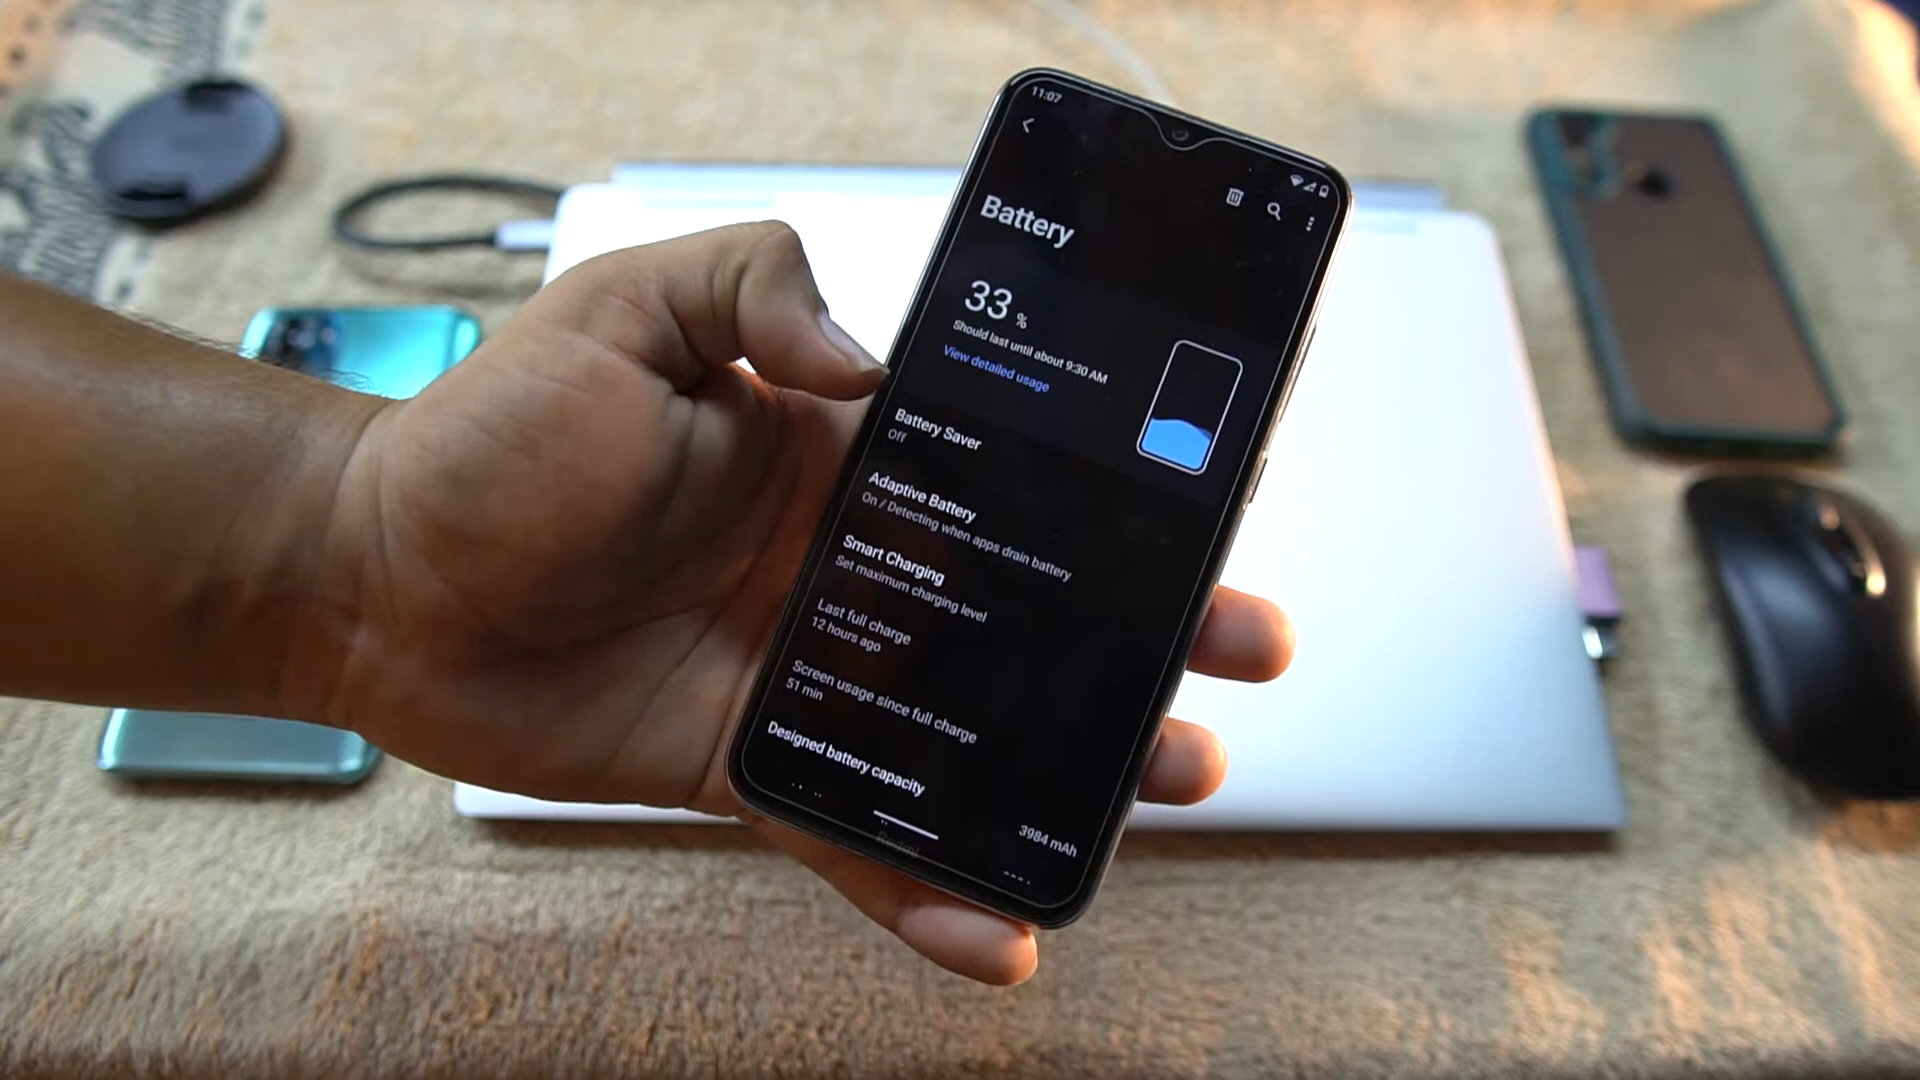 11:07
Battery
33 %
Should last until about 9:30 AM
View detailed usage
Battery Saver
Off
Adaptive Battery
On / Detecting when apps drain battery
Smart Charging
Set maximum charging level
Last full charge
12 hours ago
Screen usage since full charge
51 min
Designed battery capacity
3984 mAh
Redmi